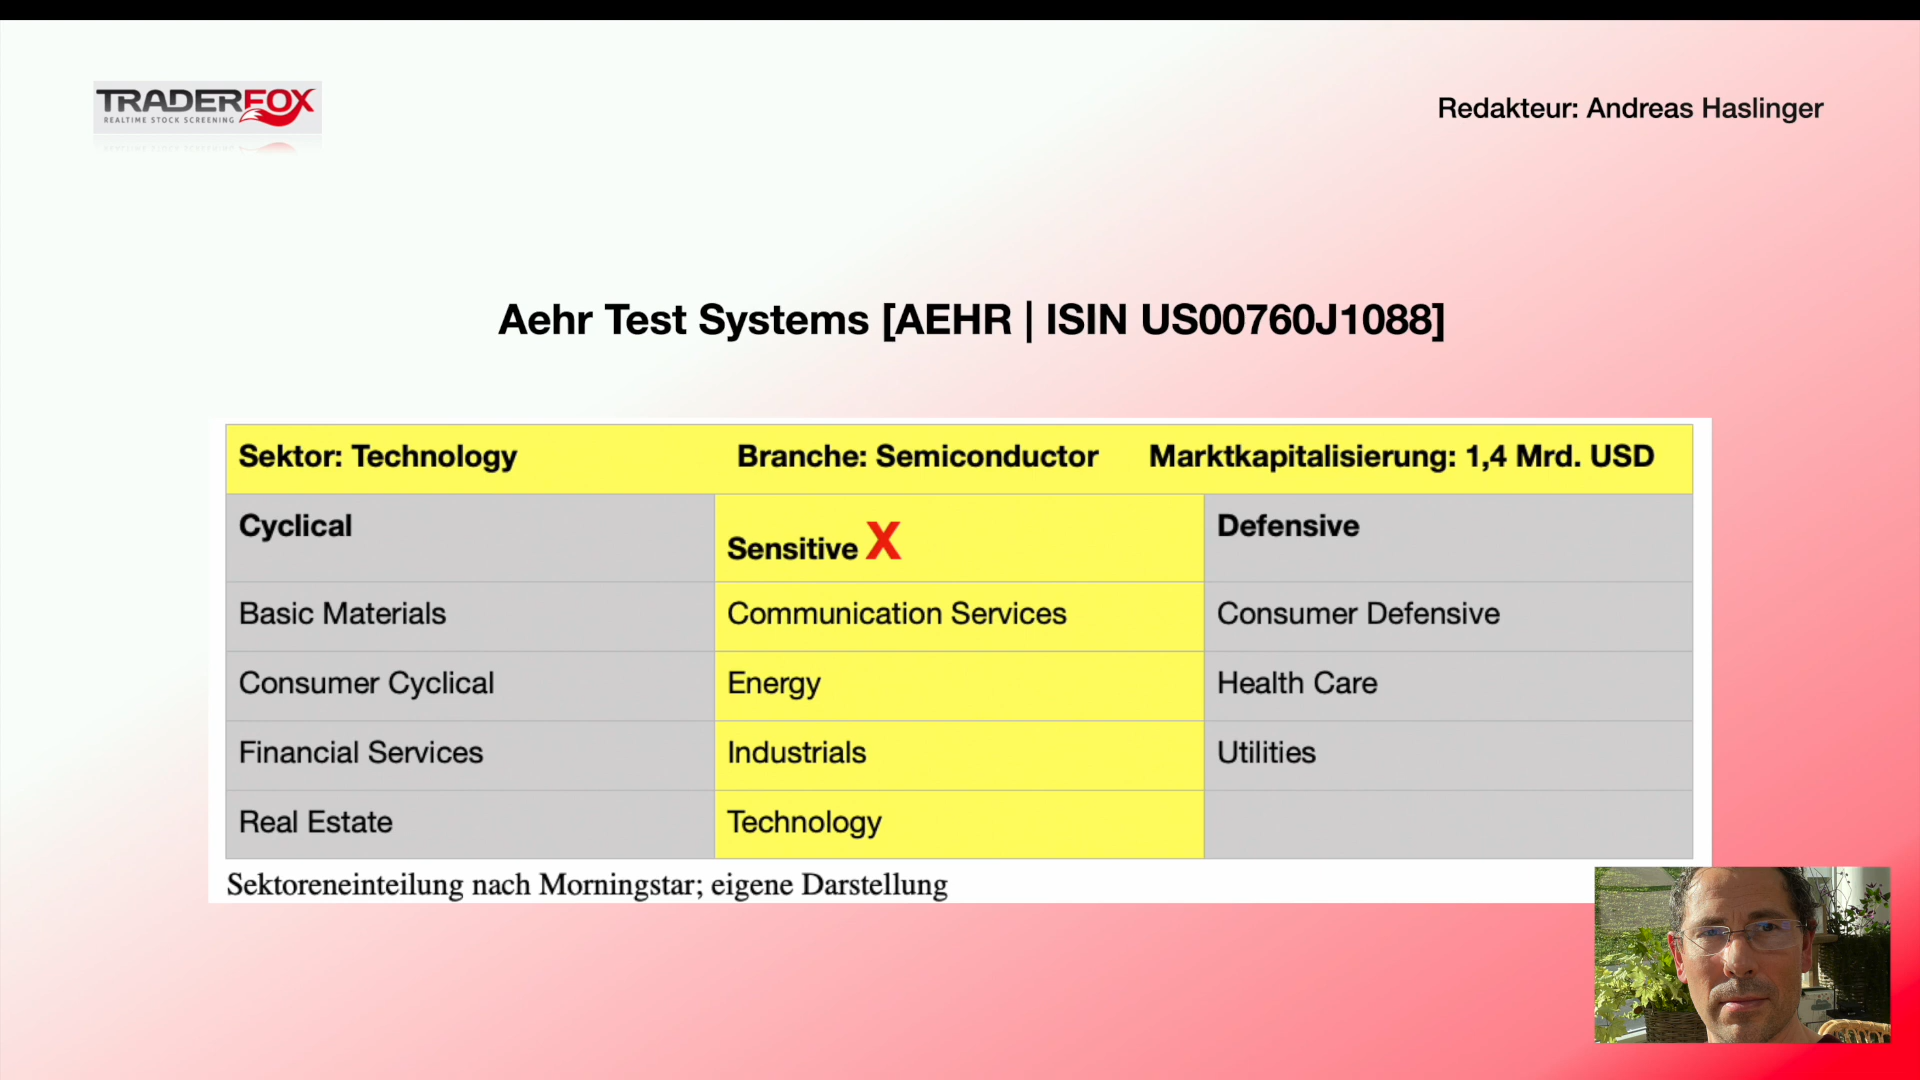 TRADERFOX
REALTIME STOCK SCREENING
Redakteur: Andreas Haslinger
Aehr Test Systems [AEHR | ISIN US00760J1088]
Sektor: Technology Branche: Semiconductor Marktkapitalisierung: 1,4 Mrd. USD
Cyclical Sensitive X Defensive
Basic Materials Communication Services Consumer Defensive
Consumer Cyclical Energy Health Care
Financial Services Industrials Utilities
Real Estate Technology
Sektoreneinteilung nach Morningstar; eigene Darstellung